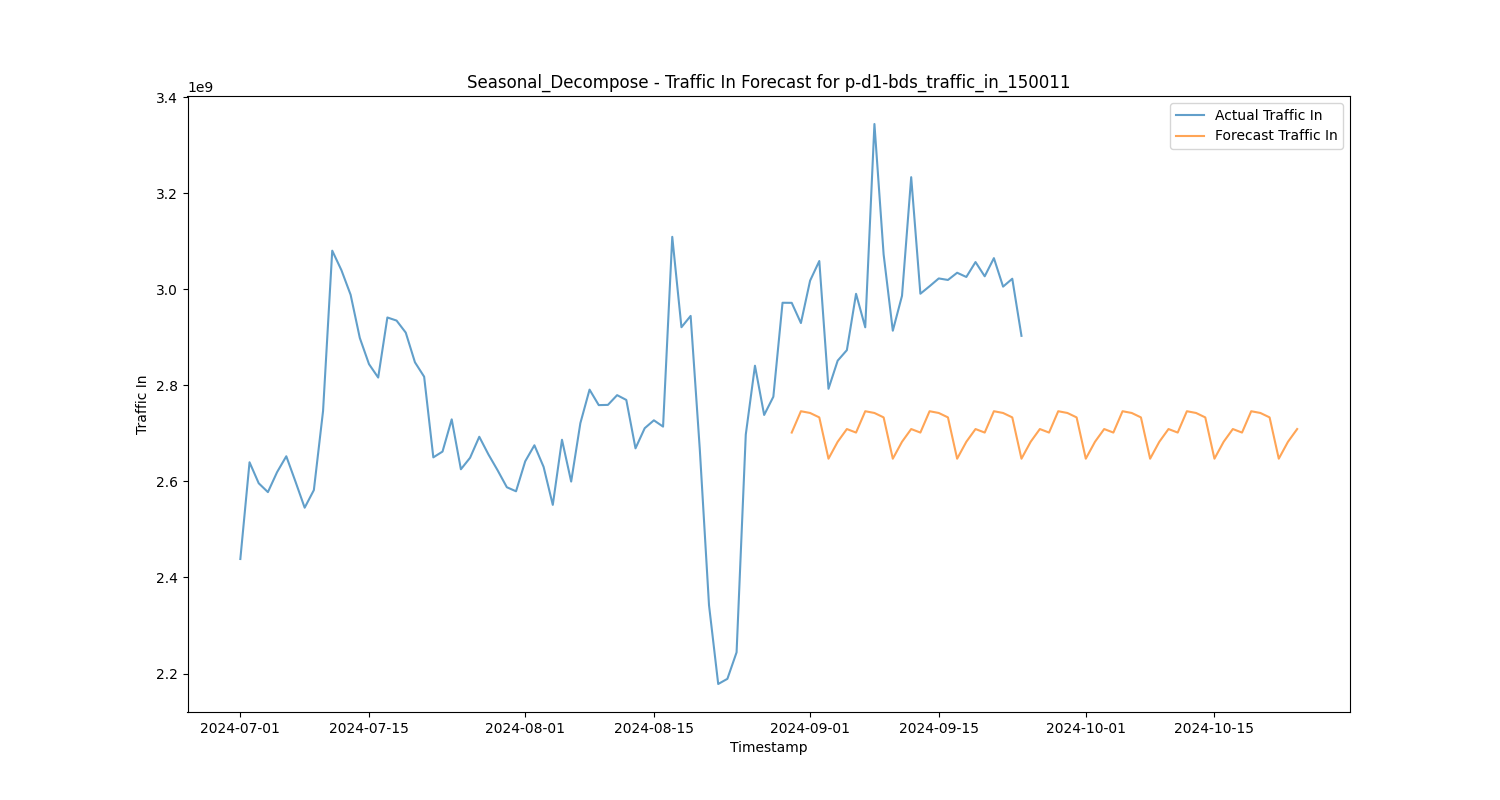 Seasonal_Decompose - Traffic In Forecast for p-d1-bds_traffic_in_150011
1e9
3.4
3.2
3.0
2.8
2.6
2.4
2.2
Traffic In
Actual Traffic In
Forecast Traffic In
2024-07-01 2024-07-15 2024-08-01 2024-08-15 2024-09-01 2024-09-15 2024-10-01 2024-10-15
Timestamp